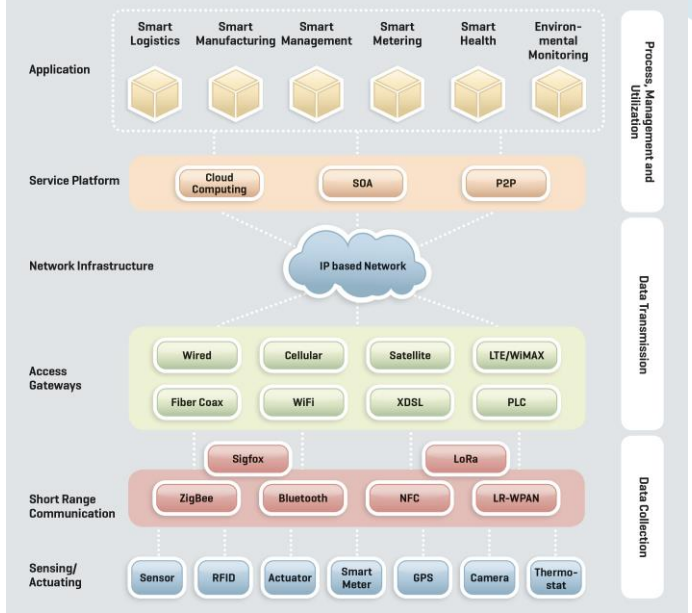 Smart
Logistics
Smart
Manufacturing
Smart
Management
Smart
Metering
Smart
Health
Environ-
mental
Monitoring
Application
Process, Management and
Utilization
Service Platform
Cloud
Computing
SOA
P2P
Network Infrastructure
IP based Network
Data Transmission
Access
Gateways
Wired
Cellular
Satellite
LTE/WiMAX
Fiber Coax
WiFi
XDSL
PLC
Sigfox
LoRa
Short Range
Communication
ZigBee
Bluetooth
NFC
LR-WPAN
Data Collection
Sensing/
Actuating
Sensor
RFID
Actuator
Smart
Meter
GPS
Camera
Thermo-
stat